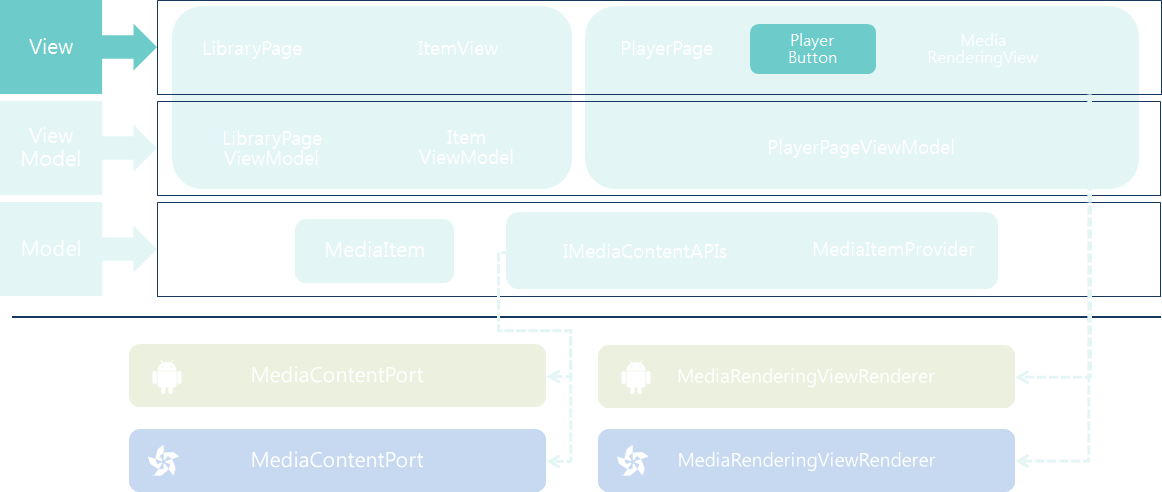 View
LibraryPage
ItemView
PlayerPage
Player
Button
Media
RenderingView
View
Model
LibraryPage
ViewModel
Item
ViewModel
PlayerPageViewModel
Model
MediaItem
IMediaContentAPIs
MediaItemProvider
MediaContentPort
MediaRenderingViewRenderer
MediaContentPort
MediaRenderingViewRenderer